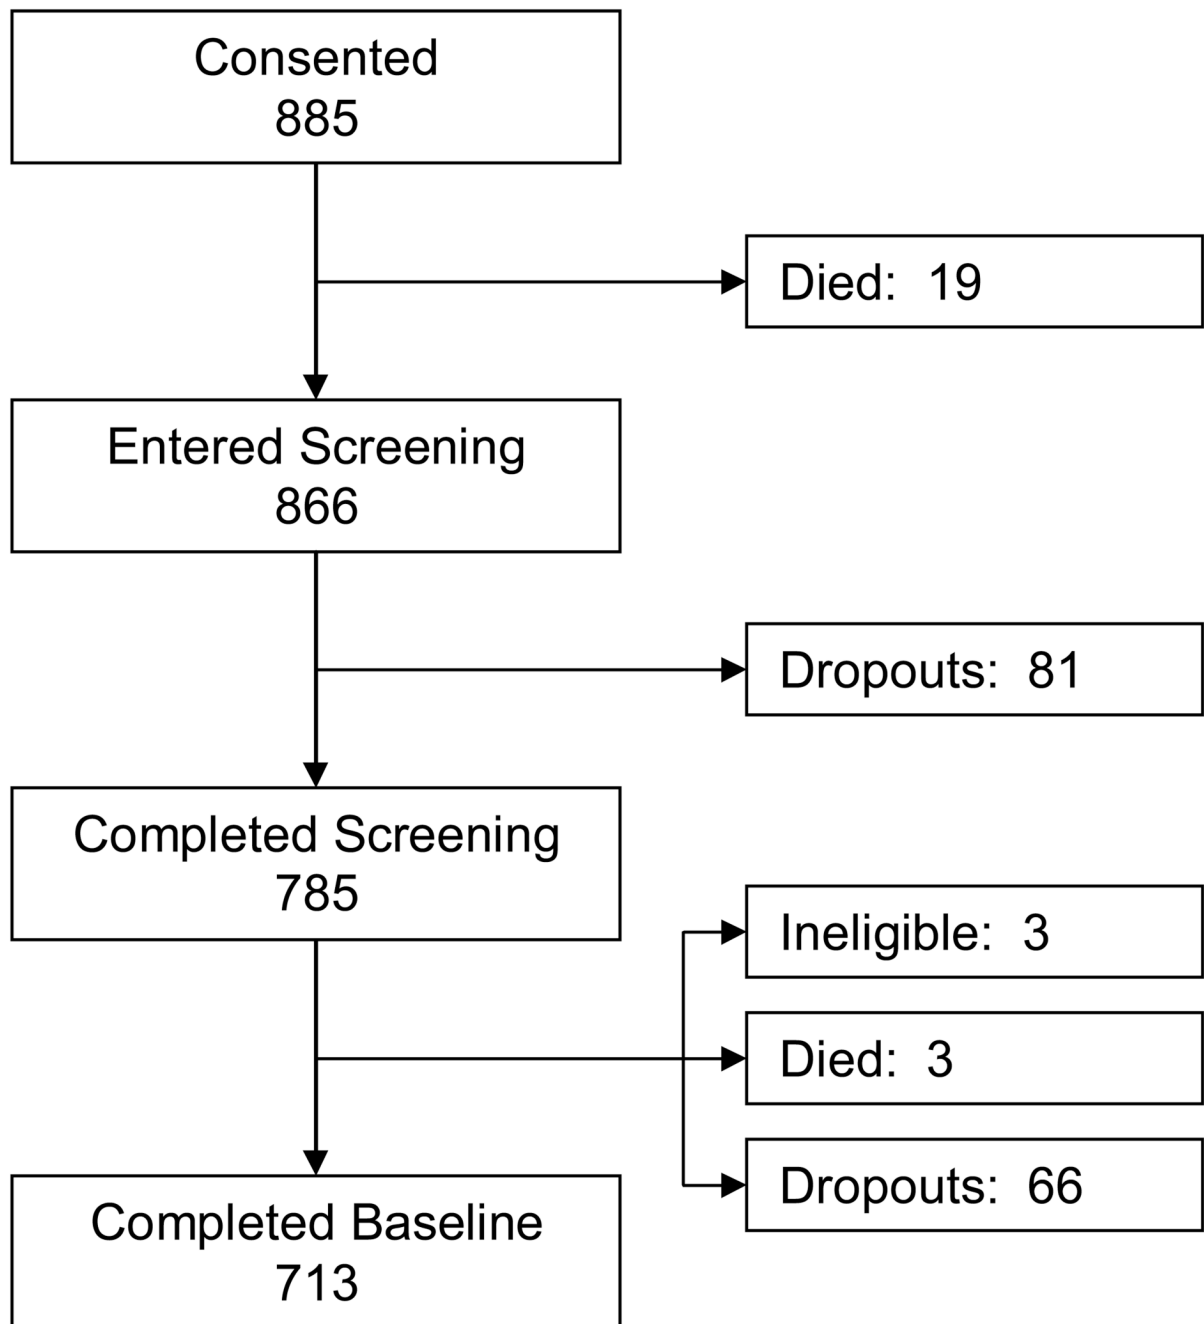 Consented
885
Died: 19
Entered Screening
866
Dropouts: 81
Completed Screening
785
Ineligible: 3
Died: 3
Dropouts: 66
Completed Baseline
713